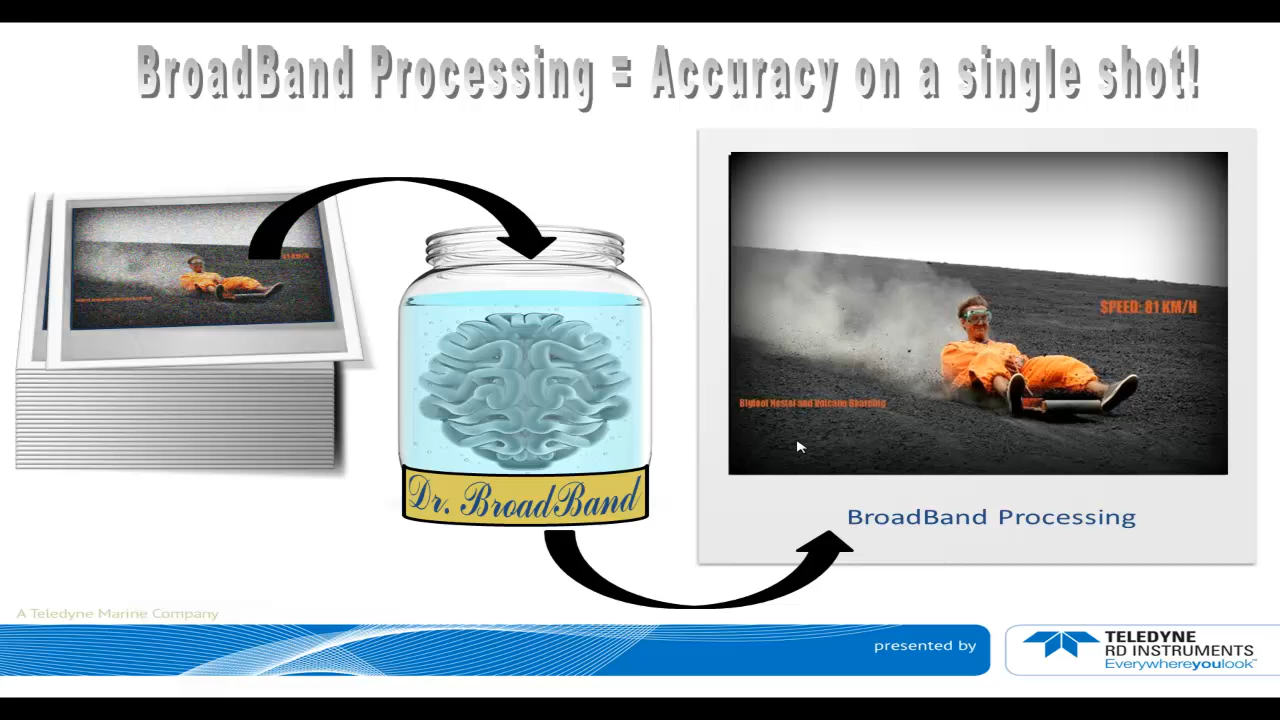 BroadBand Processing = Accuracy on a single shot!
SPEED: 81 KM/H
Bigfoot Hostel and Volcano Boarding
Dr. BroadBand
BroadBand Processing
A Teledyne Marine Company
presented by
TELEDYNE
RD INSTRUMENTS
Everywhereyoulook™